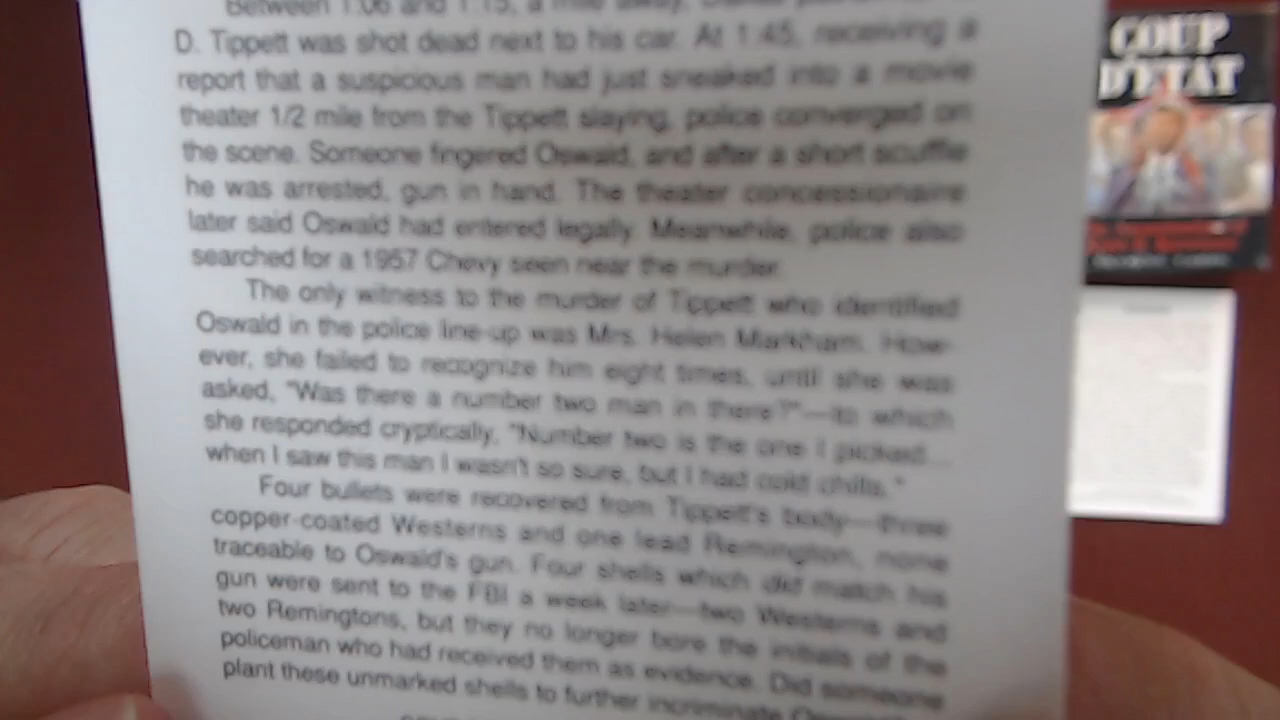 Between 1:06 and 1:15, a mile away, Dallas
D. Tippett was shot dead next to his car. At 1:45, receiving a
report that a suspicious man had just sneaked into a movie
theater 1/2 mile from the Tippett slaying, police converged on
the scene. Someone fingered Oswald, and after a short scuffle
he was arrested, gun in hand. The theater concessionaire
later said Oswald had entered legally. Meanwhile, police also
searched for a 1957 Chevy seen near the murder.
The only witness to the murder of Tippett who identified
Oswald in the police line-up was Mrs. Helen Markham. How-
ever, she failed to recognize him eight times, until she was
asked, "Was there a number two man in there?"—to which
she responded cryptically, "Number two is the one I picked...
when I saw this man I wasn't so sure, but I had cold chills."
Four bullets were recovered from Tippett's body—three
copper-coated Westerns and one lead Remington, none
traceable to Oswald's gun. Four shells which did match his
gun were sent to the FBI a week later—two Westerns and
two Remingtons, but they no longer bore the initials of the
policeman who had received them as evidence. Did someone
plant these unmarked shells to further incriminate
COUP
D'ETAT